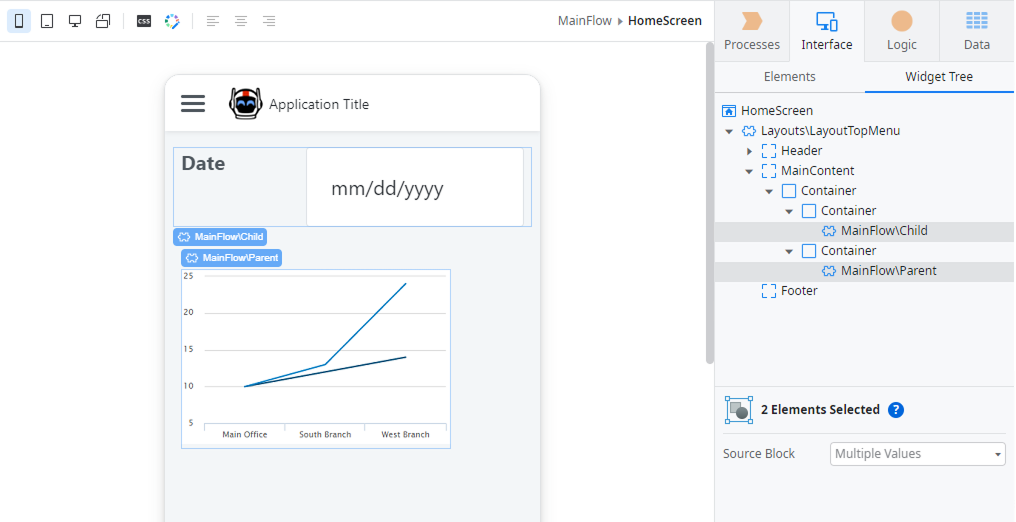 CSS
MainFlow HomeScreen
Processes Interface Logic Data
Elements Widget Tree
Application Title
Date
mm/dd/yyyy
MainFlow\Child
MainFlow\Parent
25
20
15
10
5
Main Office South Branch West Branch
HomeScreen
Layouts\LayoutTopMenu
Header
MainContent
Container
Container
MainFlow\Child
Container
MainFlow\Parent
Footer
2 Elements Selected ?
Source Block Multiple Values